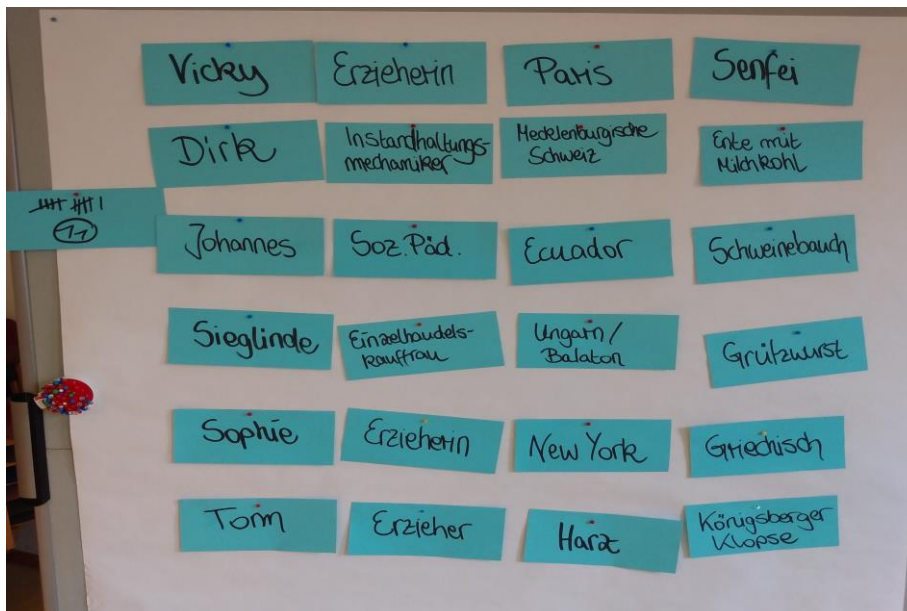 Vicky Erzieherin Paris Senfei
Dirk Instandhaltungs-
mechaniker Mecklenburgische
Schweiz Ente mit
Milchkohl
𝍸 𝍸 I
11
Johannes Soz. Päd. Ecuador Schweinebauch
Sieglinde Einzelhandels-
kauffrau Ungarn/
Balaton Grützwurst
Sophie Erzieherin New York Griechisch
Tom Erzieher Harz Königsberger
Klopse